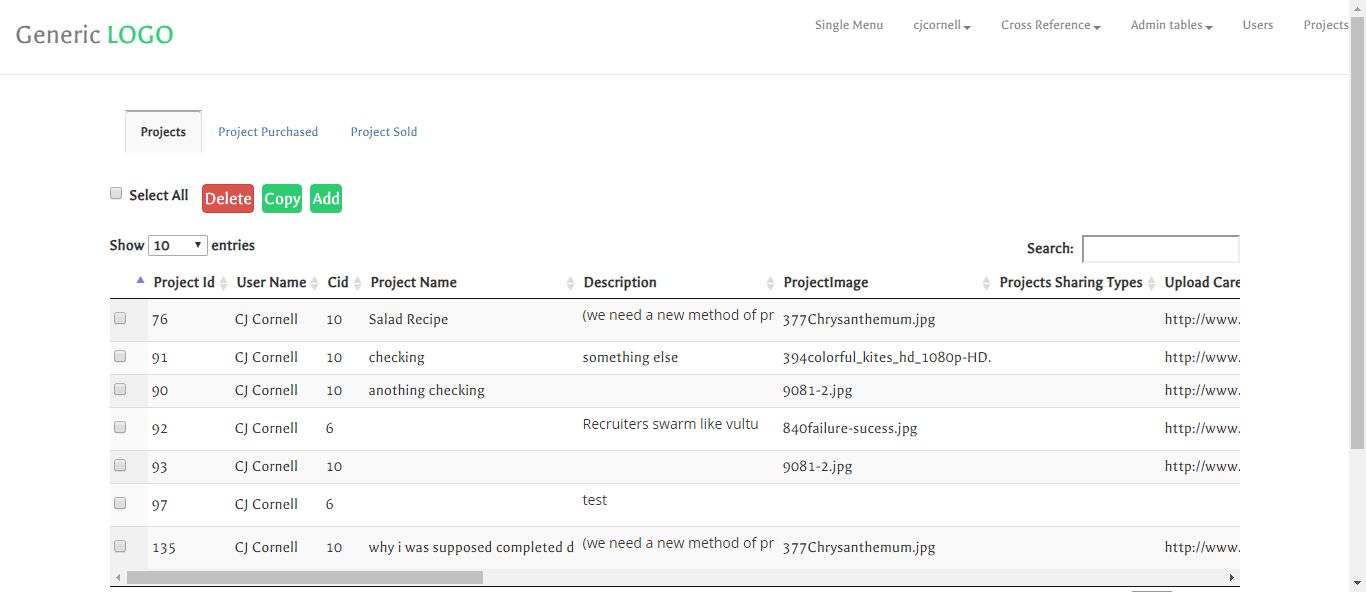 Generic LOGO
Single Menu cjcornell Cross Reference Admin tables Users Projects
Projects Project Purchased Project Sold
Select All Delete Copy Add
Show 10 entries Search:
Project Id User Name Cid Project Name Description ProjectImage Projects Sharing Types Upload Care
76 CJ Cornell 10 Salad Recipe (we need a new method of pr 377Chrysanthemum.jpg http://www.
91 CJ Cornell 10 checking something else 394colorful_kites_hd_1080p-HD. http://www.
90 CJ Cornell 10 anothing checking 9081-2.jpg http://www.
92 CJ Cornell 6 Recruiters swarm like vultu 840failure-sucess.jpg http://www.
93 CJ Cornell 10 9081-2.jpg http://www.
97 CJ Cornell 6 test
135 CJ Cornell 10 why i was supposed completed d (we need a new method of pr 377Chrysanthemum.jpg http://www.